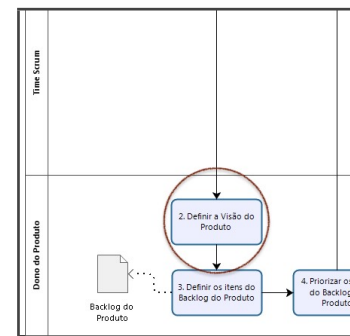 Time Scrum
Dono do Produto
2. Definir a Visão do
Produto
3. Definir os itens do
Backlog do Produto
4. Priorizar os
do Backlog
Produto
Backlog do
Produto